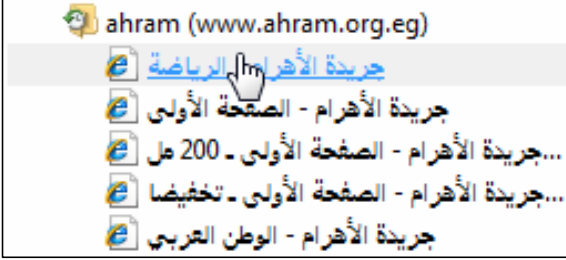 ahram (www.ahram.org.eg)
جريدة الأهرام - الرياضة
جريدة الأهرام - الصفحة الأولى
جريدة الأهرام - الصفحة الأولى ـ 200 مل...
جريدة الأهرام - الصفحة الأولى ـ تخفيضا...
جريدة الأهرام - الوطن العربي